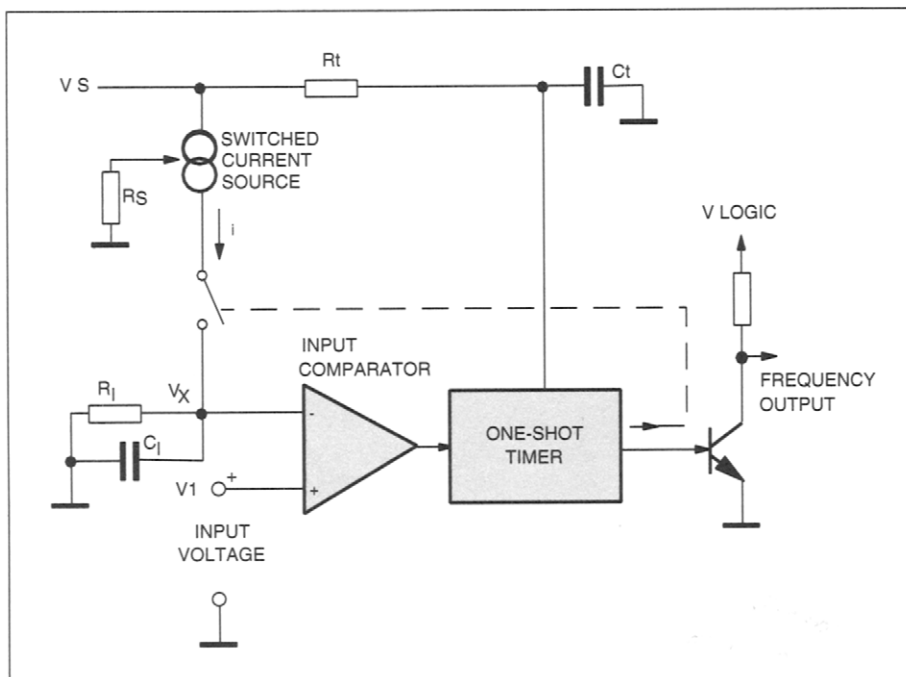 Rt
Ct
V S
SWITCHED
CURRENT
SOURCE
RS
i
V LOGIC
INPUT
COMPARATOR
FREQUENCY
OUTPUT
RI
VX
-
ONE-SHOT
TIMER
CI
V1
+
+
INPUT
VOLTAGE